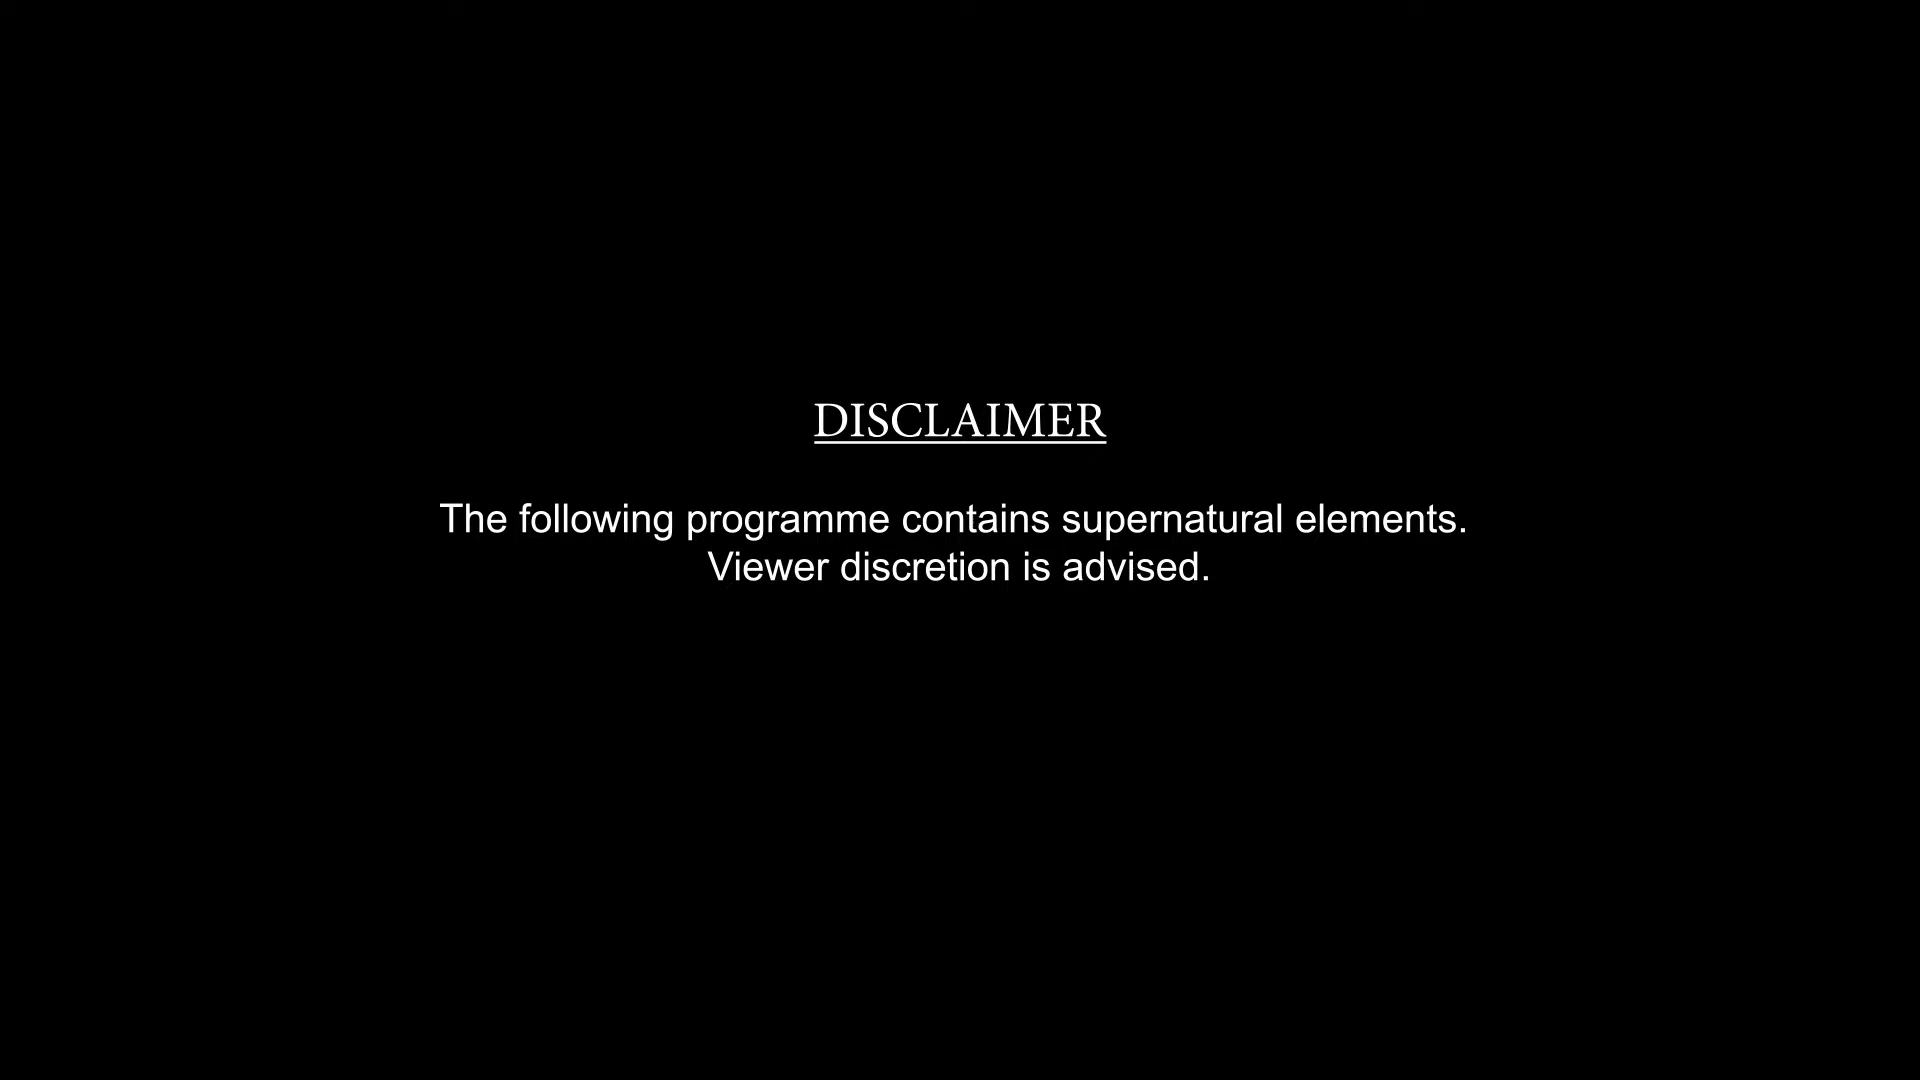 DISCLAIMER
The following programme contains supernatural elements.
Viewer discretion is advised.